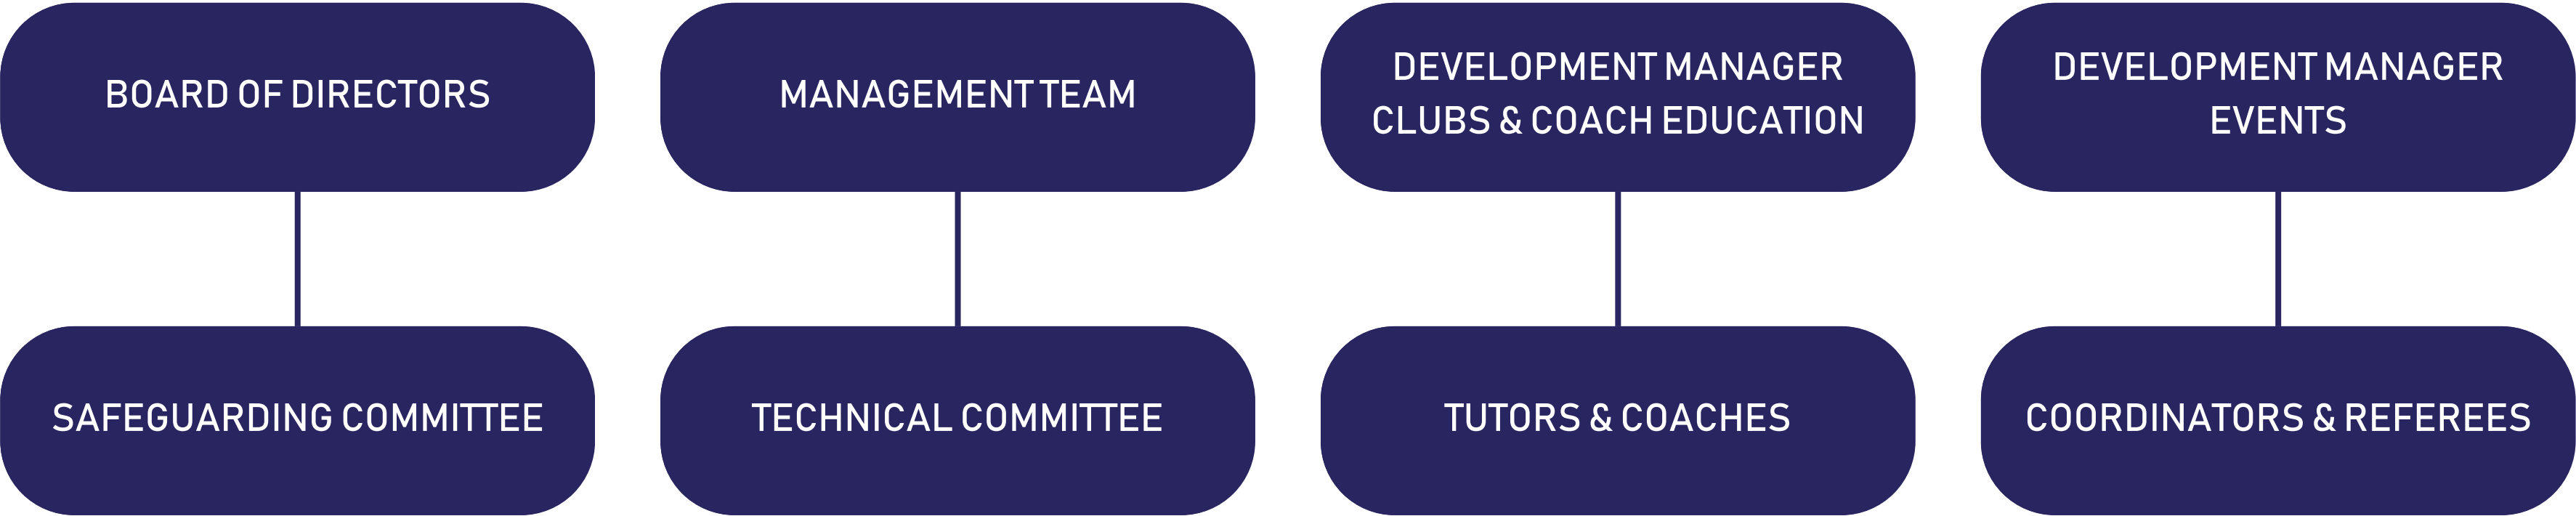 BOARD OF DIRECTORS
MANAGEMENT TEAM
DEVELOPMENT MANAGER
CLUBS & COACH EDUCATION
DEVELOPMENT MANAGER
EVENTS
SAFEGUARDING COMMITTEE
TECHNICAL COMMITTEE
TUTORS & COACHES
COORDINATORS & REFEREES